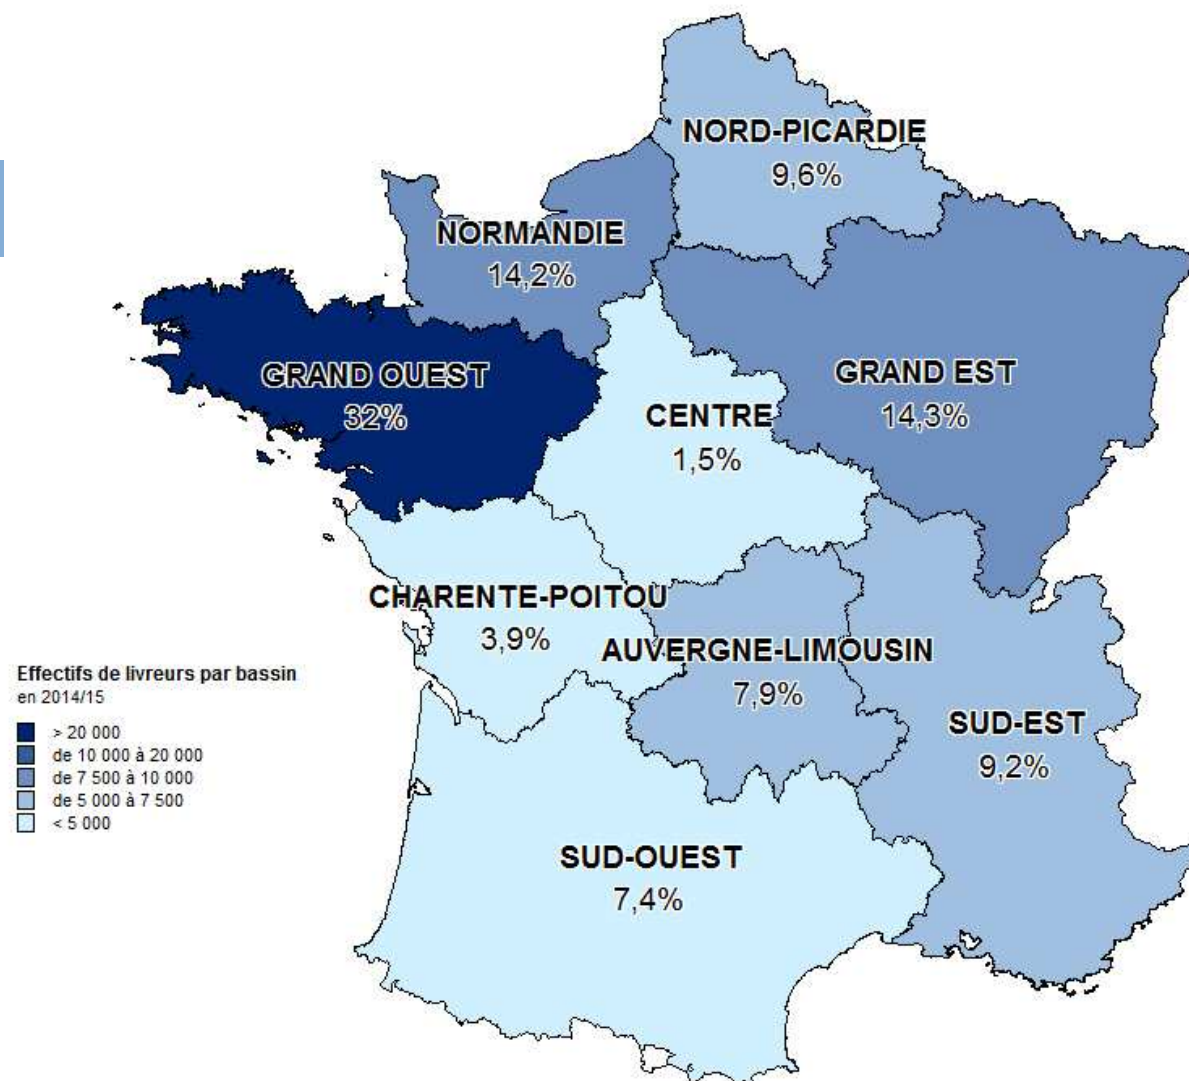 NORD-PICARDIE
9,6%
NORMANDIE
14,2%
GRAND OUEST
32%
GRAND EST
14,3%
CENTRE
1,5%
CHARENTE-POITOU
3,9%
AUVERGNE-LIMOUSIN
7,9%
SUD-EST
9,2%
SUD-OUEST
7,4%
Effectifs de livreurs par bassin
en 2014/15
> 20 000
de 10 000 à 20 000
de 7 500 à 10 000
de 5 000 à 7 500
< 5 000